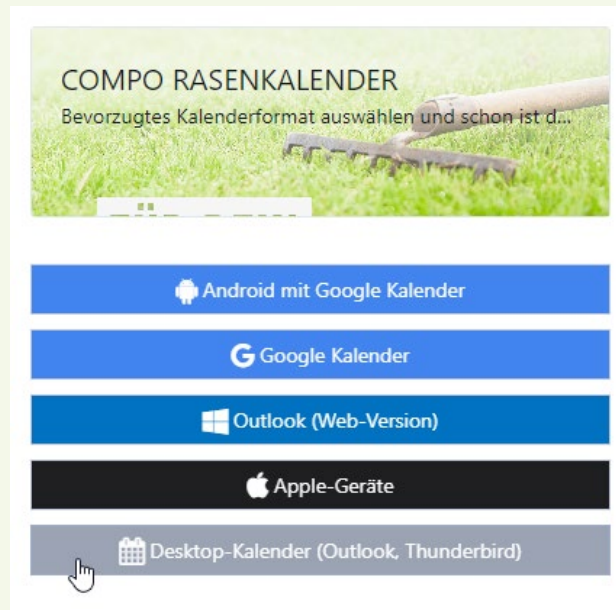 COMPO RASENKALENDER
Bevorzugtes Kalenderformat auswählen und schon ist d...
Android mit Google Kalender
Google Kalender
Outlook (Web-Version)
Apple-Geräte
Desktop-Kalender (Outlook, Thunderbird)